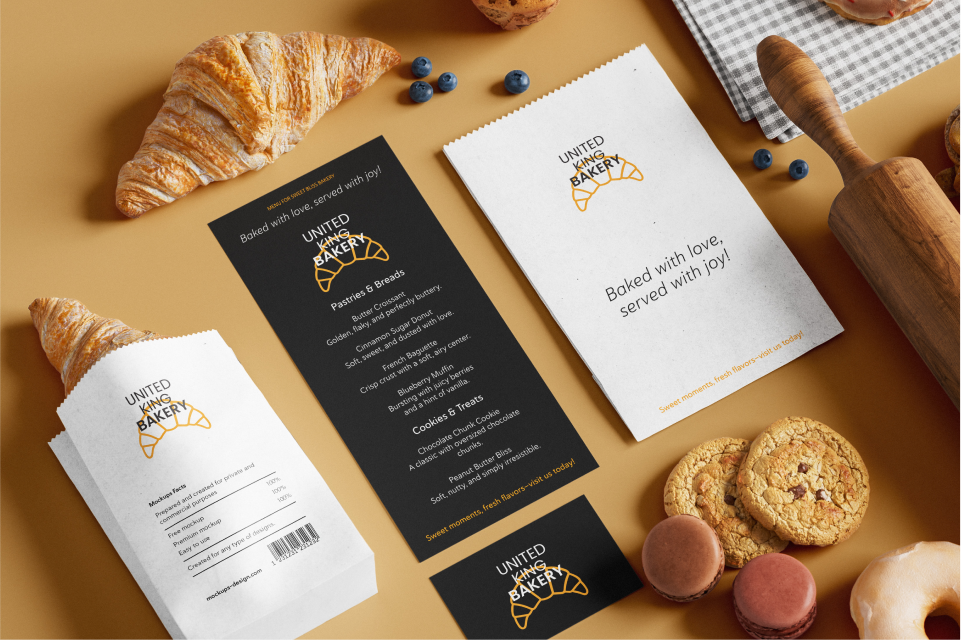 MENU FOR SWEET BLISS BAKERY
Baked with love, served with joy!
UNITED
KING
BAKERY
Pastries & Breads
Butter Croissant
Golden, flaky, and perfectly buttery.
Cinnamon Sugar Donut
Soft, sweet, and dusted with love.
French Baguette
Crisp crust with a soft, airy center.
Blueberry Muffin
Bursting with juicy berries
and a hint of vanilla.
Cookies & Treats
Chocolate Chunk Cookie
A classic with oversized chocolate
chunks.
Peanut Butter Bliss
Soft, nutty, and simply irresistible.
Sweet moments, fresh flavors—visit us today!
UNITED
KING
BAKERY
Baked with love,
served with joy!
Sweet moments, fresh flavors—visit us today!
UNITED
KING
BAKERY
Mockups Facts
Prepared and created for private and
commercial purposes
100%
Free mockup 100%
Premium mockup 100%
Easy to use
Created for any type of designs.
mockups-design.com
UNITED
KING
BAKERY